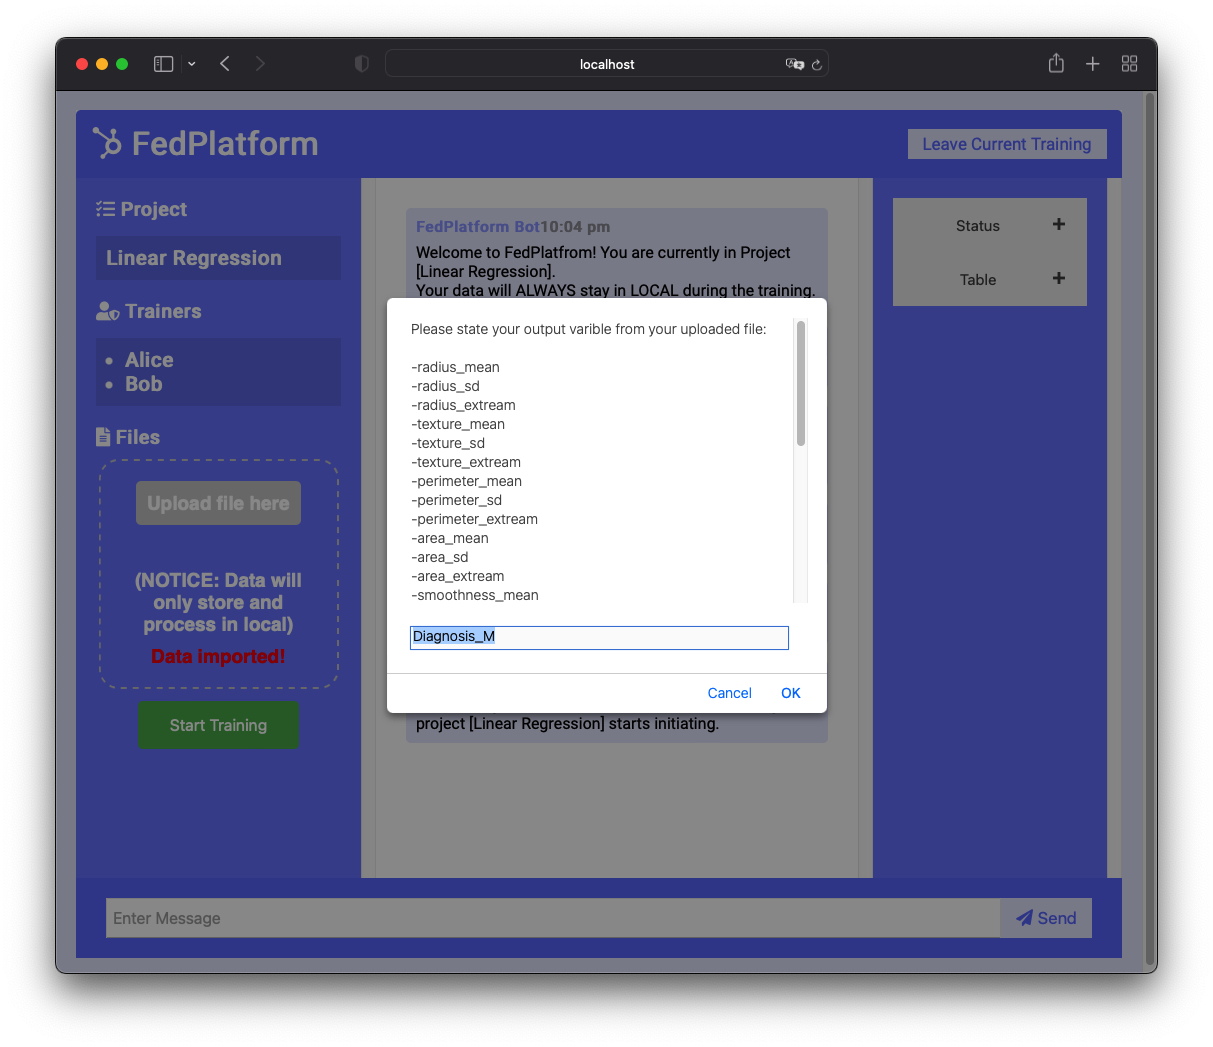 localhost
FedPlatform
Leave Current Training
Project
Linear Regression
Trainers
Alice
Bob
Files
Upload file here
(NOTICE: Data will
only store and
process in local)
Data imported!
Start Training
FedPlatform Bot10:04 pm
Welcome to FedPlatfrom! You are currently in Project
[Linear Regression].
Your data will ALWAYS stay in LOCAL during the training.
Please state your output varible from your uploaded file:
-radius_mean
-radius_sd
-radius_extream
-texture_mean
-texture_sd
-texture_extream
-perimeter_mean
-perimeter_sd
-perimeter_extream
-area_mean
-area_sd
-area_extream
-smoothness_mean
Diagnosis_M
Cancel
OK
project [Linear Regression] starts initiating.
Status +
Table +
Enter Message
Send